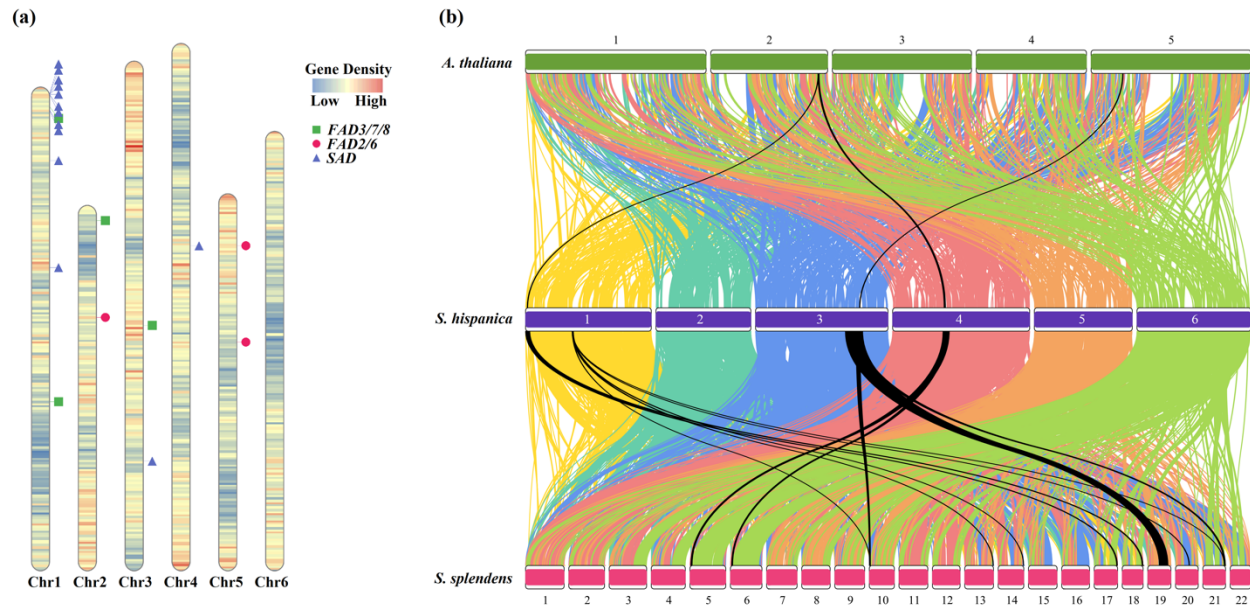 (a)
Gene Density
Low High
FAD3/7/8
FAD2/6
SAD
Chr1 Chr2 Chr3 Chr4 Chr5 Chr6
(b)
1 2 3 4 5
A. thaliana
S. hispanica 1 2 3 4 5 6
S. splendens
1 2 3 4 5 6 7 8 9 10 11 12 13 14 15 16 17 18 19 20 21 22